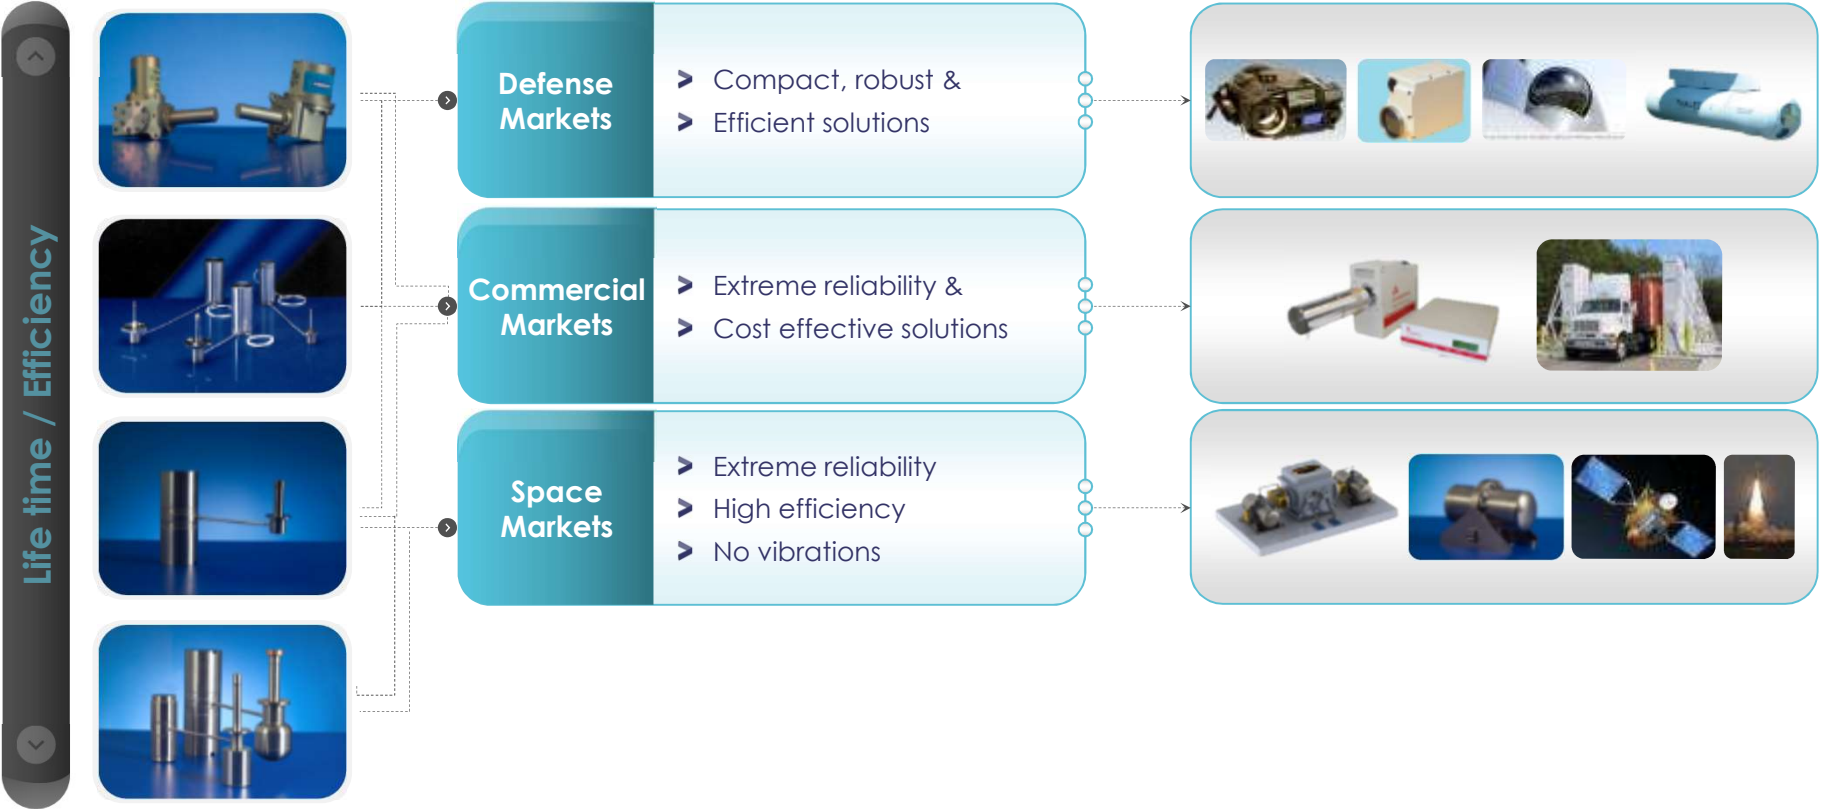 Life time / Efficiency
Defense
Markets
Compact, robust &
Efficient solutions
Commercial
Markets
Extreme reliability &
Cost effective solutions
Space
Markets
Extreme reliability
High efficiency
No vibrations